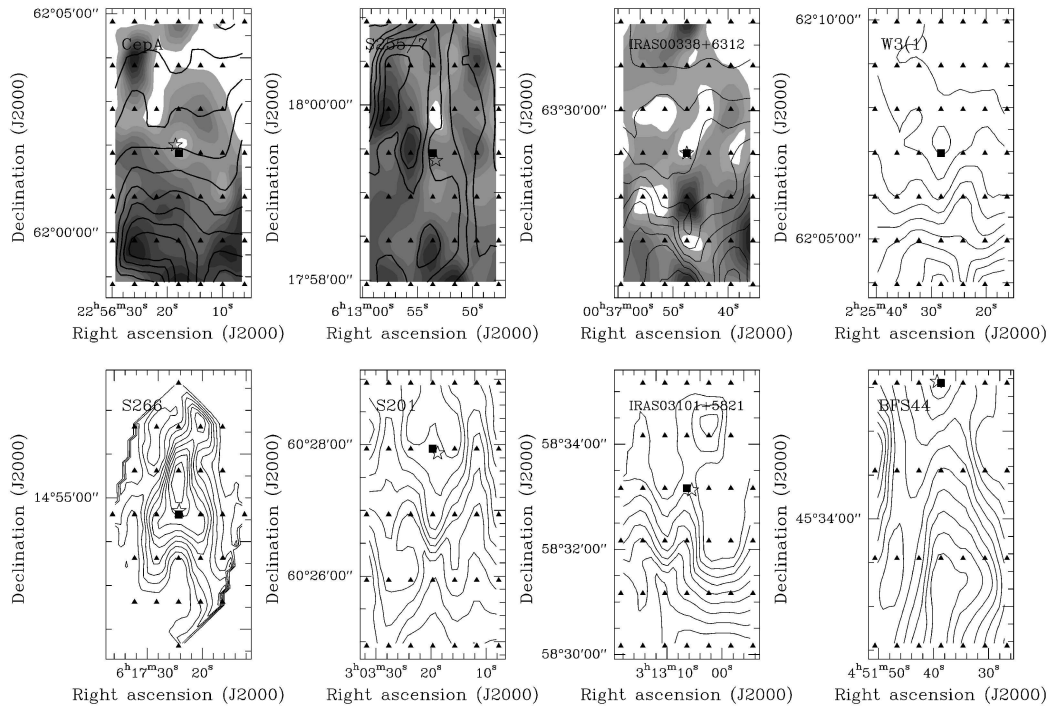 CepA
62°05′00″
62°00′00″
Declination (J2000)
22ʰ56ᵐ30ˢ 20ˢ 10ˢ
Right ascension (J2000)
S255/7
18°00′00″
17°58′00″
Declination (J2000)
6ʰ13ᵐ00ˢ 55ˢ 50ˢ
Right ascension (J2000)
IRAS00338+6312
63°30′00″
Declination (J2000)
00ʰ37ᵐ00ˢ 50ˢ 40ˢ
Right ascension (J2000)
W3(1)
62°10′00″
62°05′00″
Declination (J2000)
2ʰ25ᵐ40ˢ 30ˢ 20ˢ
Right ascension (J2000)
S266
14°55′00″
Declination (J2000)
6ʰ17ᵐ30ˢ 20ˢ
Right ascension (J2000)
S201
60°28′00″
60°26′00″
Declination (J2000)
3ʰ03ᵐ30ˢ 20ˢ 10ˢ
Right ascension (J2000)
IRAS03101+5821
58°34′00″
58°32′00″
58°30′00″
Declination (J2000)
3ʰ13ᵐ10ˢ 00ˢ
Right ascension (J2000)
BFS44
45°34′00″
Declination (J2000)
4ʰ51ᵐ50ˢ 40ˢ 30ˢ
Right ascension (J2000)